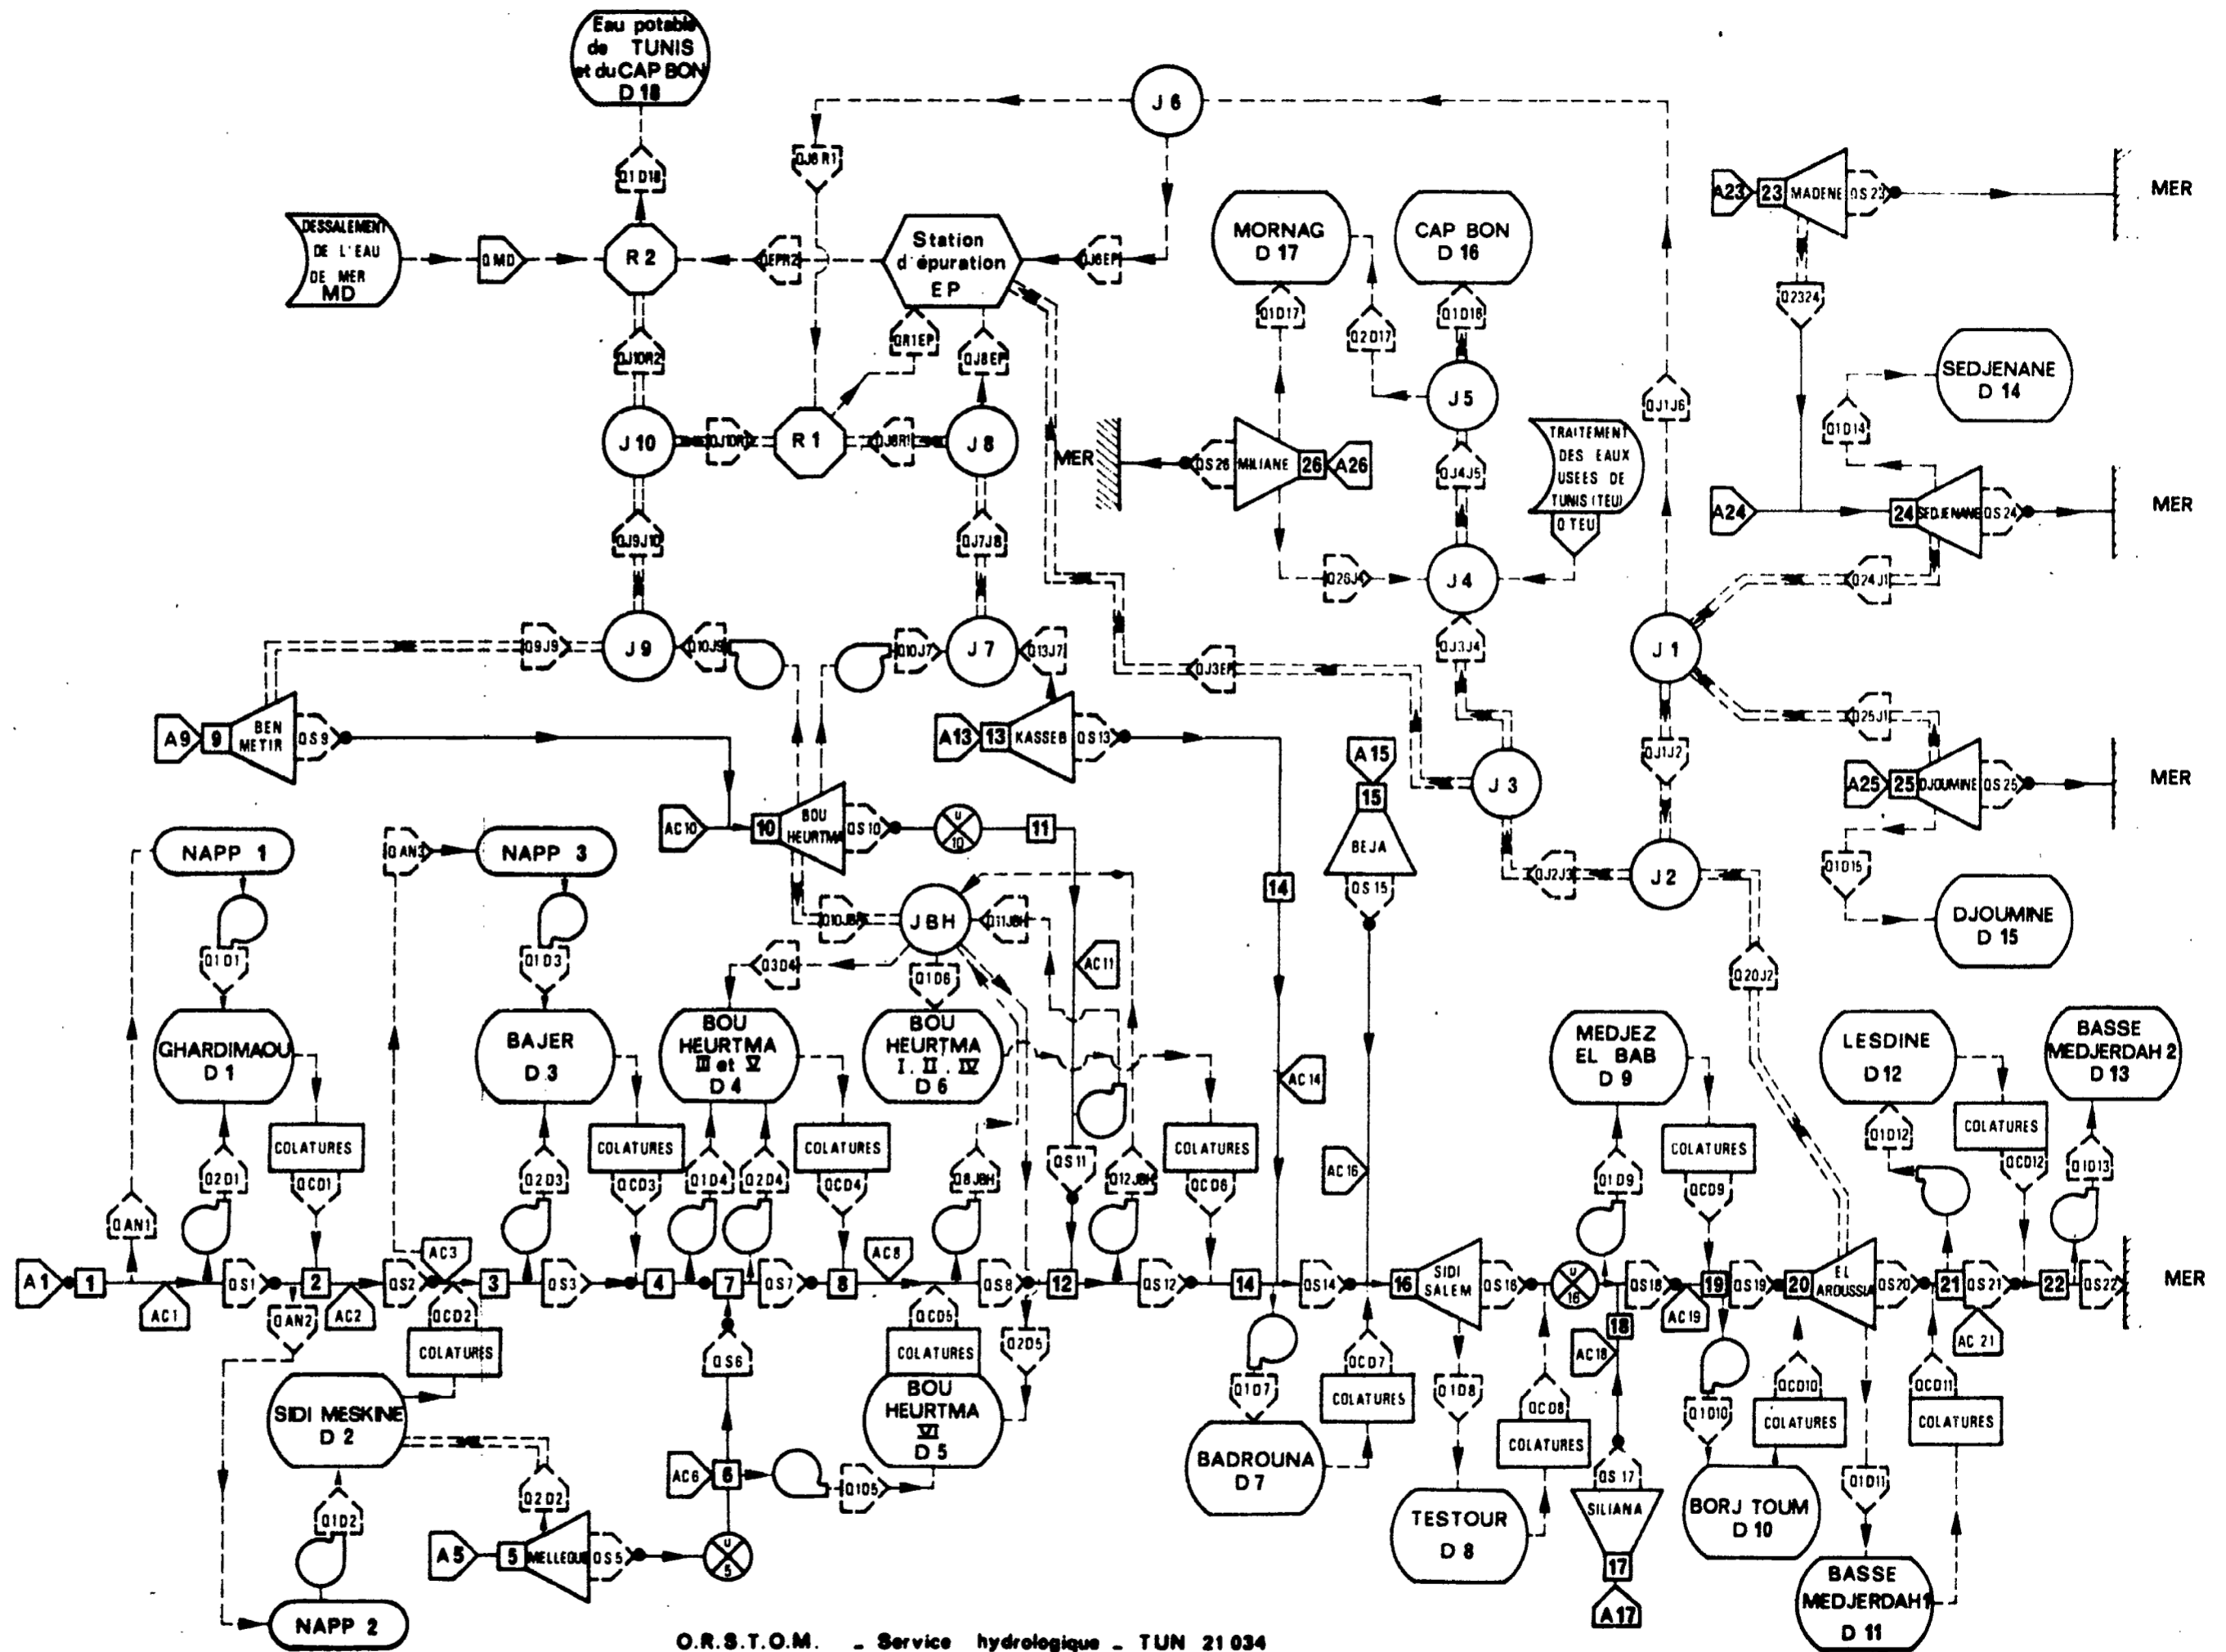 Eau potable
de TUNIS
et du CAP BON
D 18
J 6
QJ6R1
Q1D18
A23
23
MADENE
QS23
MER
DESSALEMENT
DE L'EAU
DE MER
MD
QMD
R 2
QEPR2
Station
d'épuration
EP
QJ6EP
MORNAG
D 17
CAP BON
D 16
Q2324
Q1D17
Q2D17
Q1D16
QJ10R2
QR1EP
QJ8EP
SEDJENANE
D 14
J 5
QJ1J6
Q1D14
J 10
R 1
J 8
MER
QS26
MILIANE
26
A26
QJ4J5
TRAITEMENT
DES EAUX
USEES DE
TUNIS (TEU)
Q TEU
A24
24
SEDJENANE
QS24
MER
QJ9J10
QJ7J8
Q26J4
J 4
Q24J1
Q9J9
J 9
Q10J9
Q10J7
J 7
Q13J7
QJ3EP
QJ3J4
J 1
A9
9
BEN
METIR
QS9
A13
13
KASSEB
QS13
A15
15
BEJA
QS15
J 3
QJ1J2
Q25J1
A25
25
DJOUMINE
QS25
MER
NAPP 1
QAN3
NAPP 3
AC10
10
BOU
HEURTMA
QS10
U
10
11
14
QJ2J3
J 2
Q1D15
DJOUMINE
D 15
Q1D1
Q1D3
Q10JBH
JBH
Q11JBH
Q3D4
Q1D6
AC11
Q20J2
GHARDIMAOU
D 1
BAJER
D 3
BOU
HEURTMA
III et V
D 4
BOU
HEURTMA
I . II . IV
D 6
AC14
MEDJEZ
EL BAB
D 9
LESDINE
D 12
BASSE
MEDJERDAH 2
D 13
COLATURES
COLATURES
COLATURES
COLATURES
COLATURES
COLATURES
QAN1
Q2D1
QCD1
Q2D3
QCD3
Q1D4
Q2D4
QCD4
Q8JBH
QS11
Q12JBH
QCD6
AC16
Q1D9
QCD9
Q1D12
QCD12
Q1D13
A1
1
AC1
QS1
2
AC2
QS2
AC3
3
QS3
4
7
QS7
8
AC8
QS8
12
QS12
14
QS14
16
SIDI
SALEM
QS16
U
16
QS18
19
QS19
20
EL
AROUSSIA
QS20
21
QS21
22
QS22
MER
QAN2
QCD2
COLATURES
QS6
QCD5
COLATURES
Q2D5
Q1D7
QCD7
COLATURES
Q1D8
QCD8
COLATURES
AC18
18
AC19
Q1D10
QCD10
COLATURES
QCD11
COLATURES
AC 21
SIDI MESKINE
D 2
BOU
HEURTMA
VI
D 5
AC6
6
Q1D5
BADROUNA
D 7
QS 17
Q1D11
Q2D2
Q1D2
A5
5
MELLEGUE
QS5
U
5
TESTOUR
D 8
SILIANA
17
A17
BORJ TOUM
D 10
BASSE
MEDJERDAH 1
D 11
NAPP 2
O.R.S.T.O.M. _ Service hydrologique _ TUN 21 034